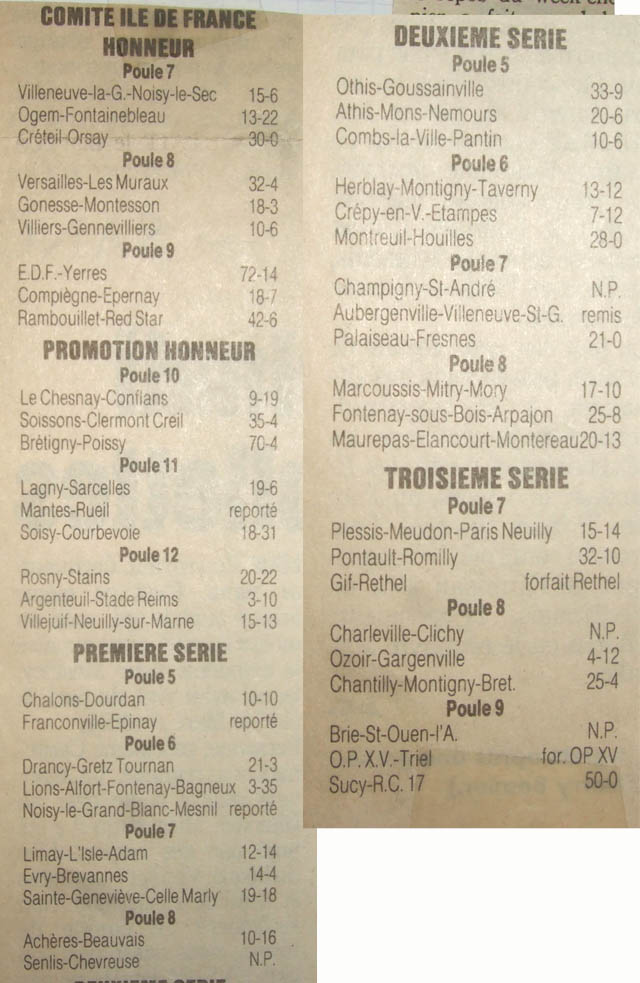 COMITE ILE DE FRANCE
HONNEUR
Poule 7
Villeneuve-la-G.-Noisy-le-Sec 15-6
Ogem-Fontainebleau 13-22
Créteil-Orsay 30-0
Poule 8
Versailles-Les Muraux 32-4
Gonesse-Montesson 18-3
Villiers-Gennevilliers 10-6
Poule 9
E.D.F.-Yerres 72-14
Compiègne-Epernay 18-7
Rambouillet-Red Star 42-6
PROMOTION HONNEUR
Poule 10
Le Chesnay-Conflans 9-19
Soissons-Clermont Creil 35-4
Brétigny-Poissy 70-4
Poule 11
Lagny-Sarcelles 19-6
Mantes-Rueil reporté
Soisy-Courbevoie 18-31
Poule 12
Rosny-Stains 20-22
Argenteuil-Stade Reims 3-10
Villejuif-Neuilly-sur-Marne 15-13
PREMIERE SERIE
Poule 5
Chalons-Dourdan 10-10
Franconville-Epinay reporté
Poule 6
Drancy-Gretz Tournan 21-3
Lions-Alfort-Fontenay-Bagneux 3-35
Noisy-le-Grand-Blanc-Mesnil reporté
Poule 7
Limay-L'Isle-Adam 12-14
Evry-Brevannes 14-4
Sainte-Geneviève-Celle Marly 19-18
Poule 8
Achères-Beauvais 10-16
Senlis-Chevreuse N.P.
DEUXIEME SERIE
Poule 5
Othis-Goussainville 33-9
Athis-Mons-Nemours 20-6
Combs-la-Ville-Pantin 10-6
Poule 6
Herblay-Montigny-Taverny 13-12
Crépy-en-V.-Etampes 7-12
Montreuil-Houilles 28-0
Poule 7
Champigny-St-André N.P.
Aubergenville-Villeneuve-St-G. remis
Palaiseau-Fresnes 21-0
Poule 8
Marcoussis-Mitry-Mory 17-10
Fontenay-sous-Bois-Arpajon 25-8
Maurepas-Elancourt-Montereau 20-13
TROISIEME SERIE
Poule 7
Plessis-Meudon-Paris Neuilly 15-14
Pontault-Romilly 32-10
Gif-Rethel forfait Rethel
Poule 8
Charleville-Clichy N.P.
Ozoir-Gargenville 4-12
Chantilly-Montigny-Bret. 25-4
Poule 9
Brie-St-Ouen-l'A. N.P.
O.P. X.V.-Triel for. OP XV
Sucy-R.C. 17 50-0